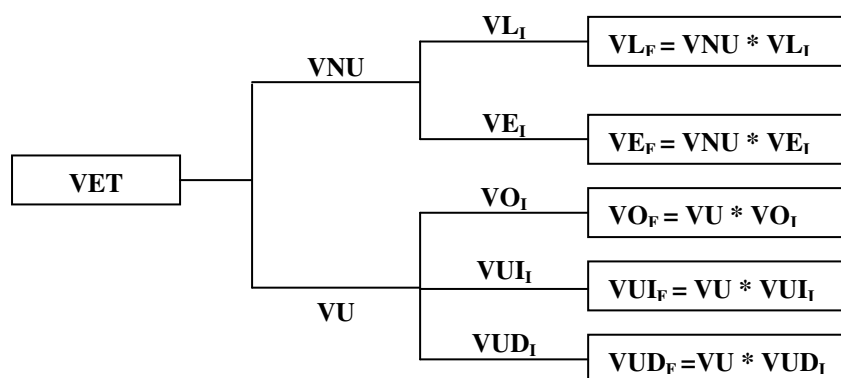 VL_I
VL_F = VNU * VL_I
VNU
VE_I
VE_F = VNU * VE_I
VET
VO_I
VO_F = VU * VO_I
VUI_I
VUI_F = VU * VUI_I
VU
VUD_I
VUD_F =VU * VUD_I